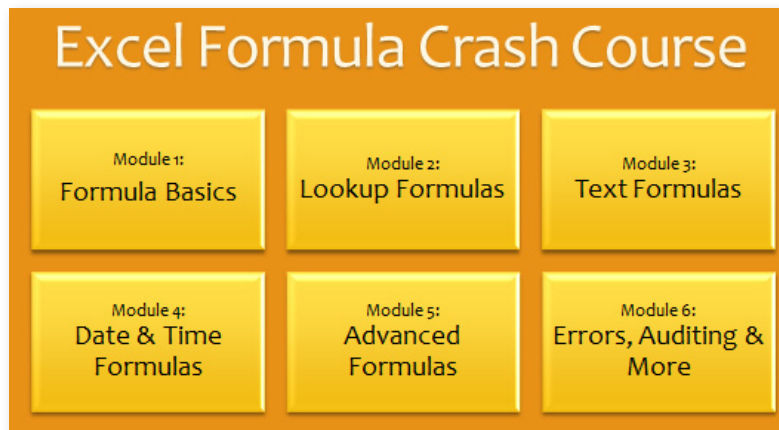 Excel Formula Crash Course
Module 1:
Formula Basics
Module 2:
Lookup Formulas
Module 3:
Text Formulas
Module 4:
Date & Time
Formulas
Module 5:
Advanced
Formulas
Module 6:
Errors, Auditing &
More